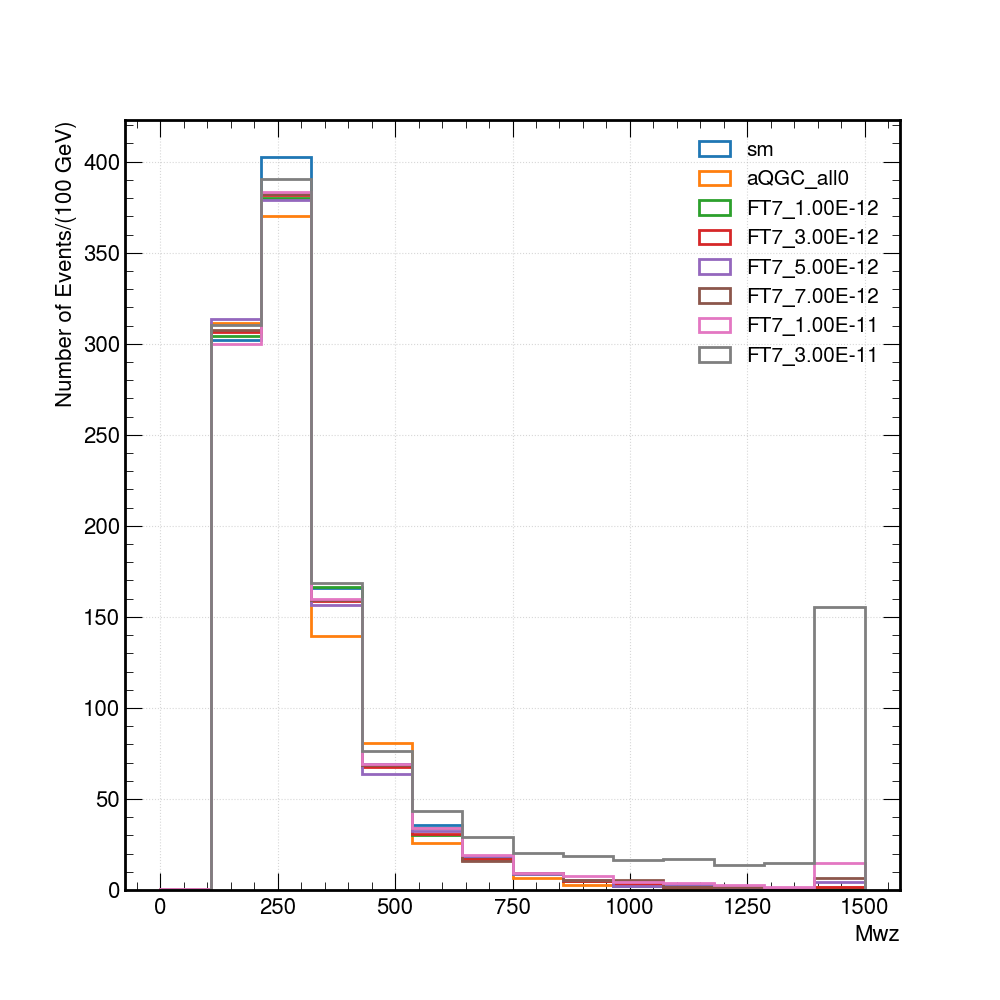 Number of Events/(100 GeV)
400
350
300
250
200
150
100
50
0
sm
aQGC_all0
FT7_1.00E-12
FT7_3.00E-12
FT7_5.00E-12
FT7_7.00E-12
FT7_1.00E-11
FT7_3.00E-11
0 250 500 750 1000 1250 1500
Mwz